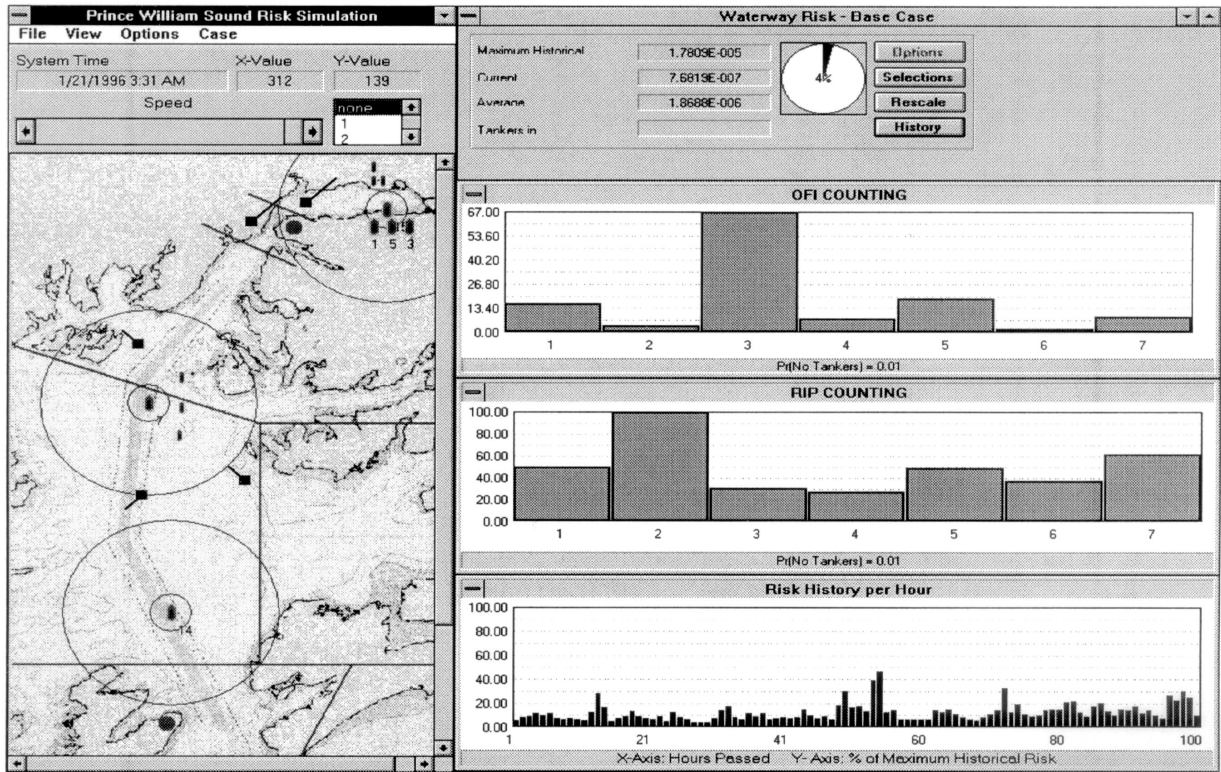 Prince William Sound Risk Simulation
File View Options Case
System Time X-Value Y-Value
1/21/1996 3:31 AM 312 139
Speed
none
1
2
1 5 3
14
Waterway Risk - Base Case
Maximum Historical 1.7809E-005
Current 7.6819E-007
Average 1.8688E-006
Tankers in
4%
Options
Selections
Rescale
History
OFI COUNTING
67.00
53.60
40.20
26.80
13.40
0.00
1 2 3 4 5 6 7
Pr(No Tankers) = 0.01
RIP COUNTING
100.00
80.00
60.00
40.00
20.00
0.00
1 2 3 4 5 6 7
Pr(No Tankers) = 0.01
Risk History per Hour
100.00
80.00
60.00
40.00
20.00
0.00
1 21 41 60 80 100
X-Axis: Hours Passed Y- Axis: % of Maximum Historical Risk